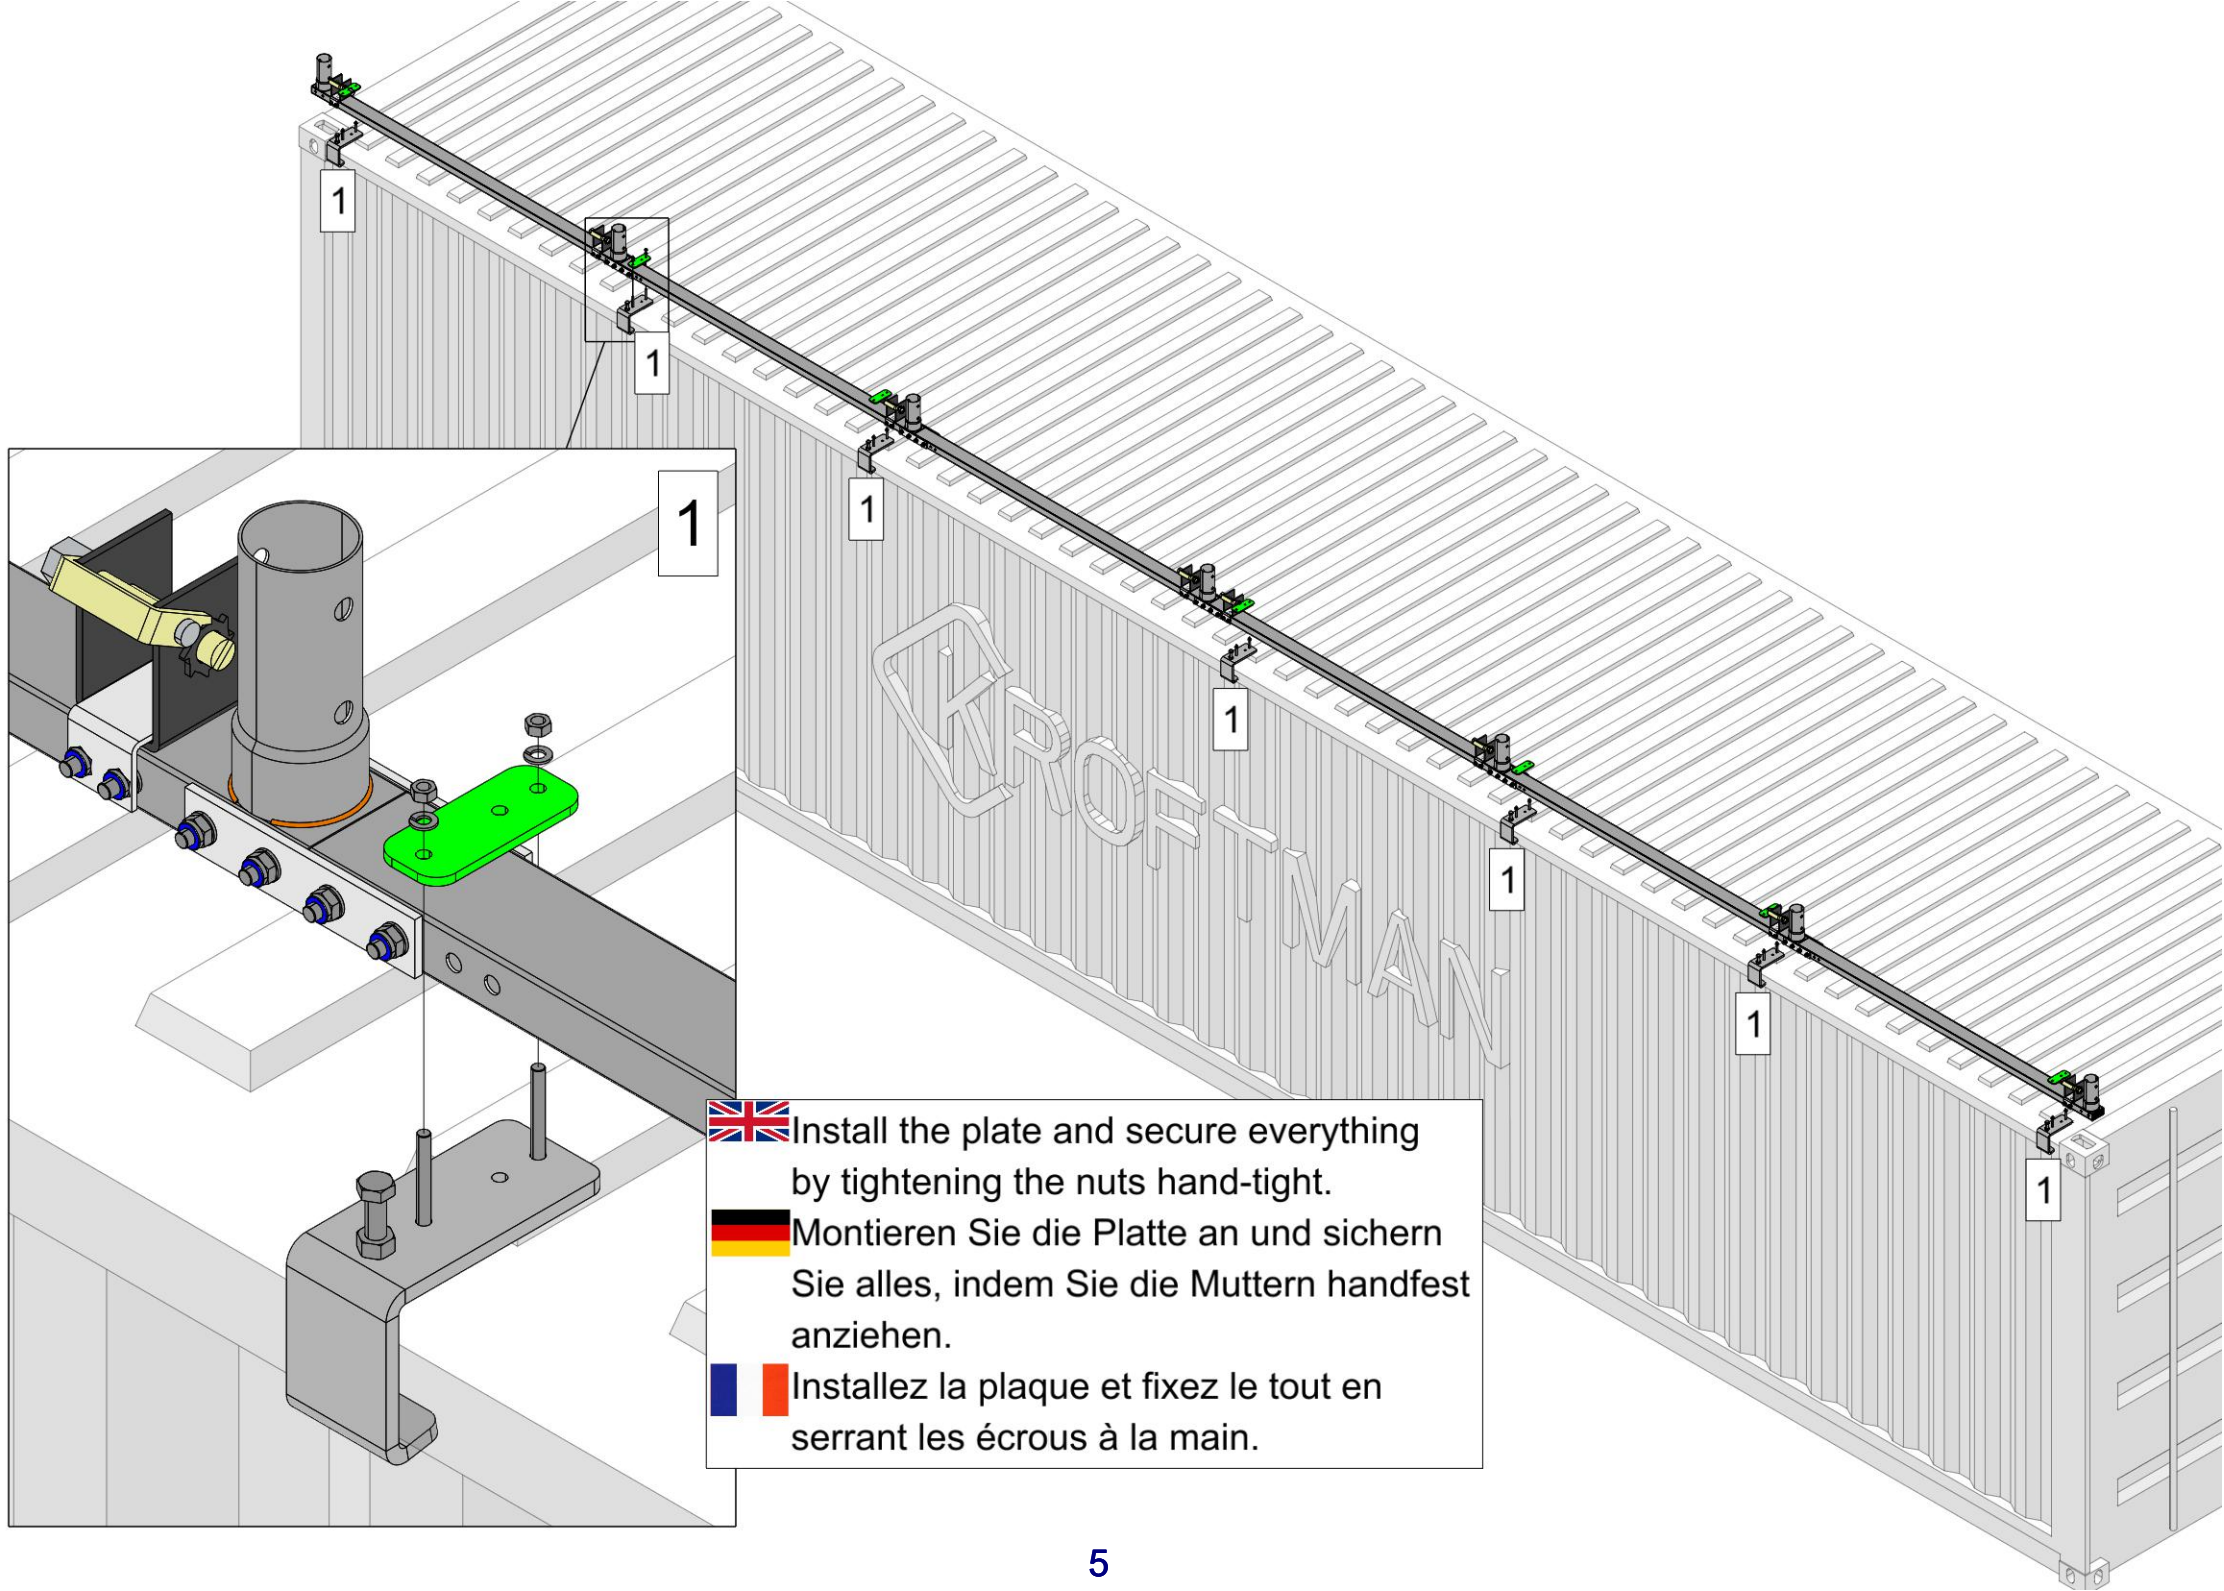 1
1
1
1
1
1
1
1
KROFTMAN
Install the plate and secure everything
by tightening the nuts hand-tight.
Montieren Sie die Platte an und sichern
Sie alles, indem Sie die Muttern handfest
anziehen.
Installez la plaque et fixez le tout en
serrant les écrous à la main.
5